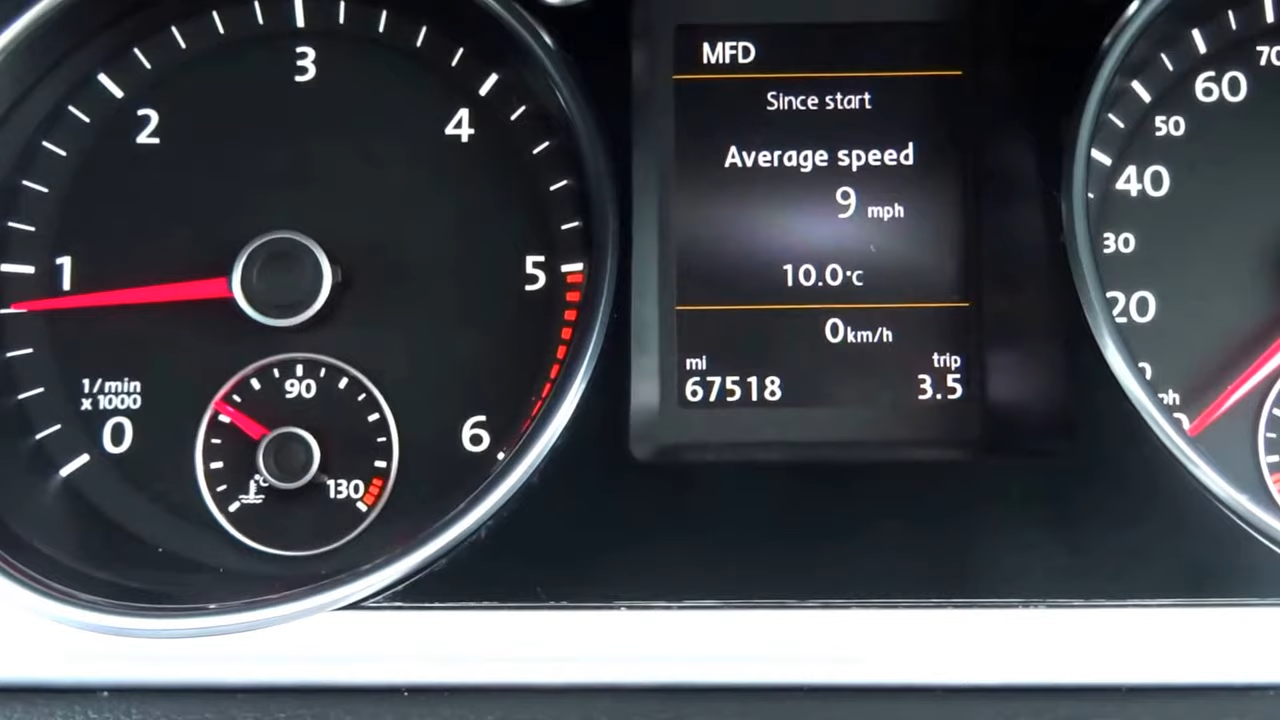 3
2
4
1
5
1/min
x 1000
0
6
90
130
°C
MFD
Since start
Average speed
9 mph
10.0°C
0km/h
mi
trip
67518
3.5
70
60
50
40
30
20